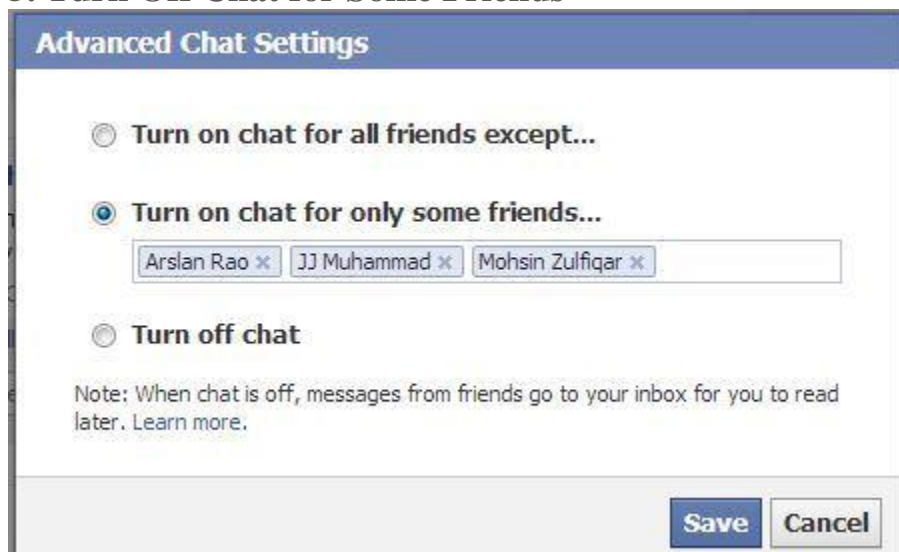 Advanced Chat Settings
Turn on chat for all friends except...
Turn on chat for only some friends...
Arslan Rao × JJ Muhammad × Mohsin Zulfiqar ×
Turn off chat
Note: When chat is off, messages from friends go to your inbox for you to read
later. Learn more.
Save Cancel